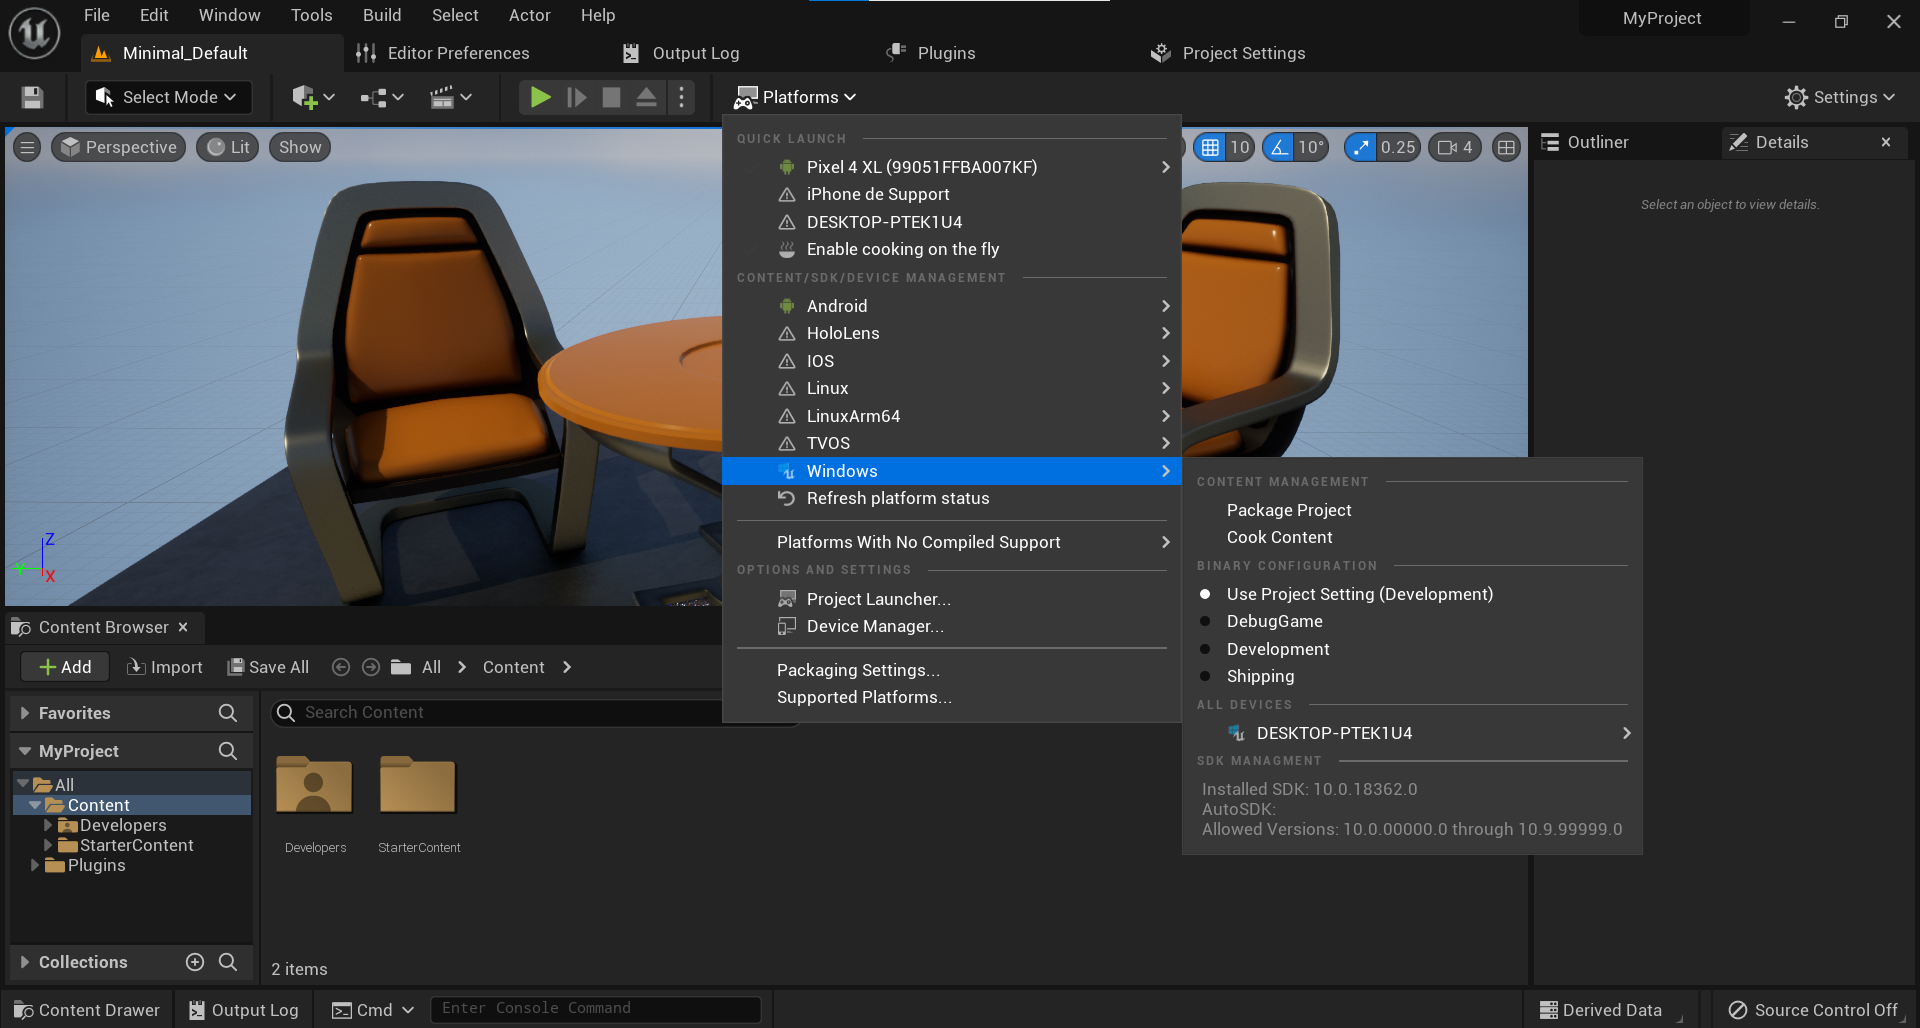 File Edit Window Tools Build Select Actor Help
MyProject
Minimal_Default Editor Preferences Output Log Plugins Project Settings
Select Mode Platforms Settings
Perspective Lit Show 10 10° 0.25 4
Outliner Details
Select an object to view details.
QUICK LAUNCH
Pixel 4 XL (99051FFBA007KF)
iPhone de Support
DESKTOP-PTEK1U4
Enable cooking on the fly
CONTENT/SDK/DEVICE MANAGEMENT
Android
HoloLens
IOS
Linux
LinuxArm64
TVOS
Windows
Refresh platform status
Platforms With No Compiled Support
OPTIONS AND SETTINGS
Project Launcher...
Device Manager...
Packaging Settings...
Supported Platforms...
CONTENT MANAGEMENT
Package Project
Cook Content
BINARY CONFIGURATION
Use Project Setting (Development)
DebugGame
Development
Shipping
ALL DEVICES
DESKTOP-PTEK1U4
SDK MANAGMENT
Installed SDK: 10.0.18362.0
AutoSDK:
Allowed Versions: 10.0.00000.0 through 10.9.99999.0
Z
Y
X
Content Browser
Add Import Save All All Content
Favorites
Search Content
MyProject
All
Content
Developers
StarterContent
Plugins
Developers StarterContent
Collections
2 items
Content Drawer Output Log Cmd Enter Console Command Derived Data Source Control Off